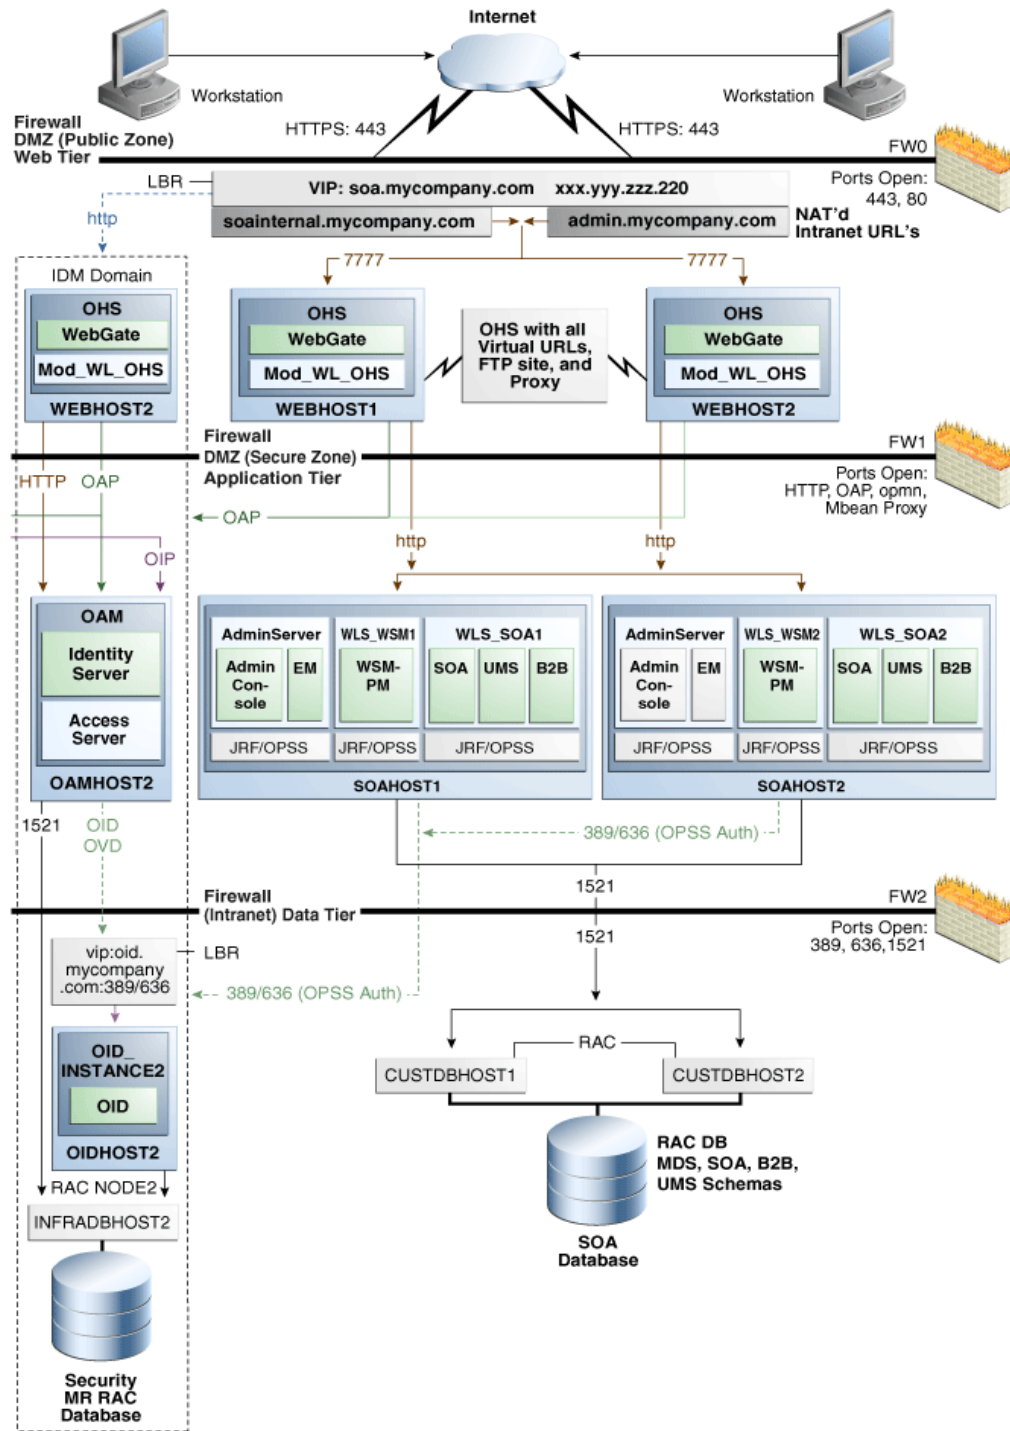 Internet
Workstation
Workstation
HTTPS: 443
HTTPS: 443
Firewall
DMZ (Public Zone)
Web Tier
FW0
Ports Open:
443, 80
LBR
VIP: soa.mycompany.com xxx.yyy.zzz.220
soainternal.mycompany.com
admin.mycompany.com
NAT'd
Intranet URL's
http
7777
7777
IDM Domain
OHS
WebGate
Mod_WL_OHS
WEBHOST2
OHS
WebGate
Mod_WL_OHS
WEBHOST1
OHS with all
Virtual URLs,
FTP site, and
Proxy
OHS
WebGate
Mod_WL_OHS
WEBHOST2
Firewall
DMZ (Secure Zone)
Application Tier
FW1
Ports Open:
HTTP, OAP, opmn,
Mbean Proxy
HTTP
OAP
OAP
OIP
http
http
OAM
Identity
Server
Access
Server
OAMHOST2
AdminServer
Admin
Con-
sole
EM
JRF/OPSS
WLS_WSM1
WSM-
PM
JRF/OPSS
WLS_SOA1
SOA
UMS
B2B
JRF/OPSS
SOAHOST1
AdminServer
Admin
Con-
sole
EM
JRF/OPSS
WLS_WSM2
WSM-
PM
JRF/OPSS
WLS_SOA2
SOA
UMS
B2B
JRF/OPSS
SOAHOST2
1521
OID
OVD
389/636 (OPSS Auth)
1521
Firewall
(Intranet) Data Tier
FW2
Ports Open:
389, 636,1521
1521
vip:oid.
mycompany
.com:389/636
LBR
389/636 (OPSS Auth)
OID_
INSTANCE2
OID
OIDHOST2
RAC
CUSTDBHOST1
CUSTDBHOST2
RAC DB
MDS, SOA, B2B,
UMS Schemas
SOA
Database
RAC NODE2
INFRADBHOST2
Security
MR RAC
Database